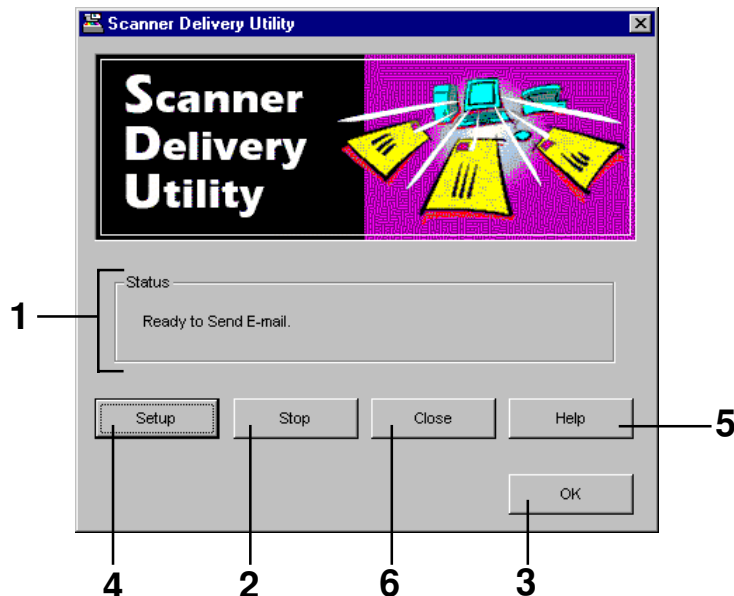 Scanner Delivery Utility
Scanner
Delivery
Utility
Status
1
Ready to Send E-mail.
Setup
Stop
Close
Help
5
OK
4
2
6
3